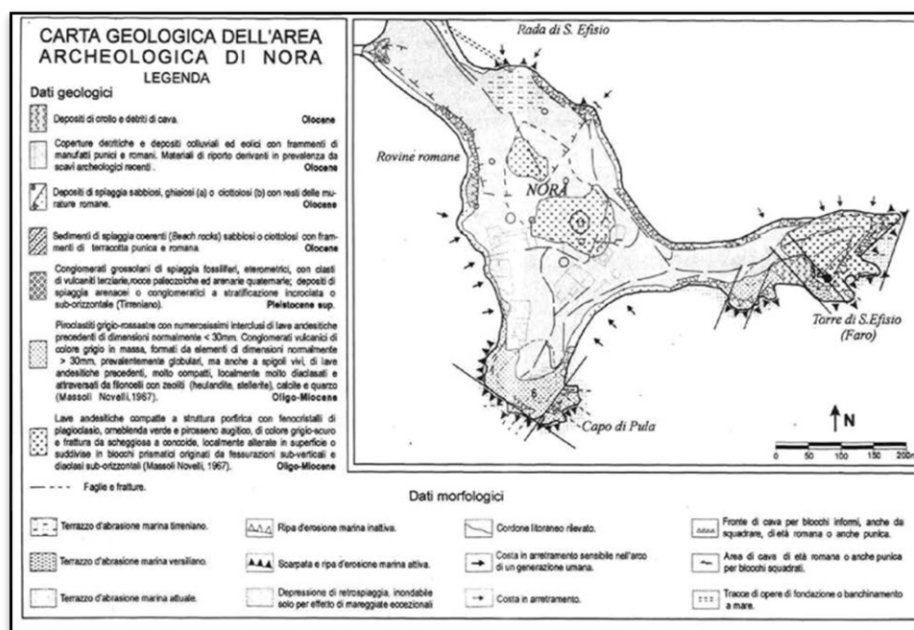 CARTA GEOLOGICA DELL'AREA
ARCHEOLOGICA DI NORA
LEGENDA
Dati geologici
Depositi di crollo e detriti di cava. Olocene
Coperture detritiche e depositi colluviali ed eolici con frammenti di
manufatti punici e romani. Materiali di riporto derivanti in prevalenza da
scavi archeologici recenti. Olocene
Depositi di spiaggia sabbiosi, ghiaiosi (a) o ciottolosi (b) con resti delle mu-
rature romane. Olocene
Sedimenti di spiaggia coerenti (Beach rocks) sabbiosi o ciottolosi con fram-
menti di terracotta punica e romana. Olocene
Conglomerati grossolani di spiaggia fossiliferi, eterometrici, con clasti
di vulcaniti terziarie, rocce paleozoiche ed arenarie quaternarie; depositi di
spiaggia arenacei o conglomeratici a stratificazione incrociata o
sub-orizzontale (Tirreniano). Pleistocene sup.
Piroclastiti grigio-rossastre con numerosissimi interclusi di lave andesitiche
precedenti di dimensioni normalmente < 30mm. Conglomerati vulcanici di
colore grigio in massa, formati da elementi di dimensioni normalmente
> 30mm, prevalentemente globulari, ma anche a spigoli vivi, di lave
andesitiche precedenti, molto compatti, localmente molto diaclasati e
attraversati da filoncelli con zeoliti (heulandite, stellerite), calcite e quarzo
(Massoli Novelli,1967). Oligo-Miocene
Lave andesitiche compatte a struttura porfirica con fenocristalli di
plagioclasio, orneblenda verde e pirosseno augitico, di colore grigio-scuro
e frattura da scheggiosa a concoide, localmente alterate in superficie o
suddivise in blocchi prismatici originati da fessurazioni sub-verticali e
diaclasi sub-orizzontali (Massoli Novelli, 1967). Oligo-Miocene
Faglie e fratture.
Rada di S. Efisio
Rovine romane
NORA
Torre di S.Efisio
(Faro)
Capo di Pula
N
0 50 100 150 200m
Dati morfologici
Terrazzo d'abrasione marina tirreniano.
Terrazzo d'abrasione marina versiliano.
Terrazzo d'abrasione marina attuale.
Ripa d'erosione marina inattiva.
Scarpata e ripa d'erosione marina attiva.
Depressione di retrospiaggia, inondabile
solo per effetto di mareggiate eccezionali
Cordone litoraneo rilevato.
Costa in arretramento sensibile nell'arco
di un generazione umana.
Costa in arretramento.
Fronte di cava per blocchi informi, anche da
squadrare, di età romana o anche punica.
Area di cava di età romana o anche punica
per blocchi squadrati.
Tracce di opere di fondazione o banchinamento
a mare.